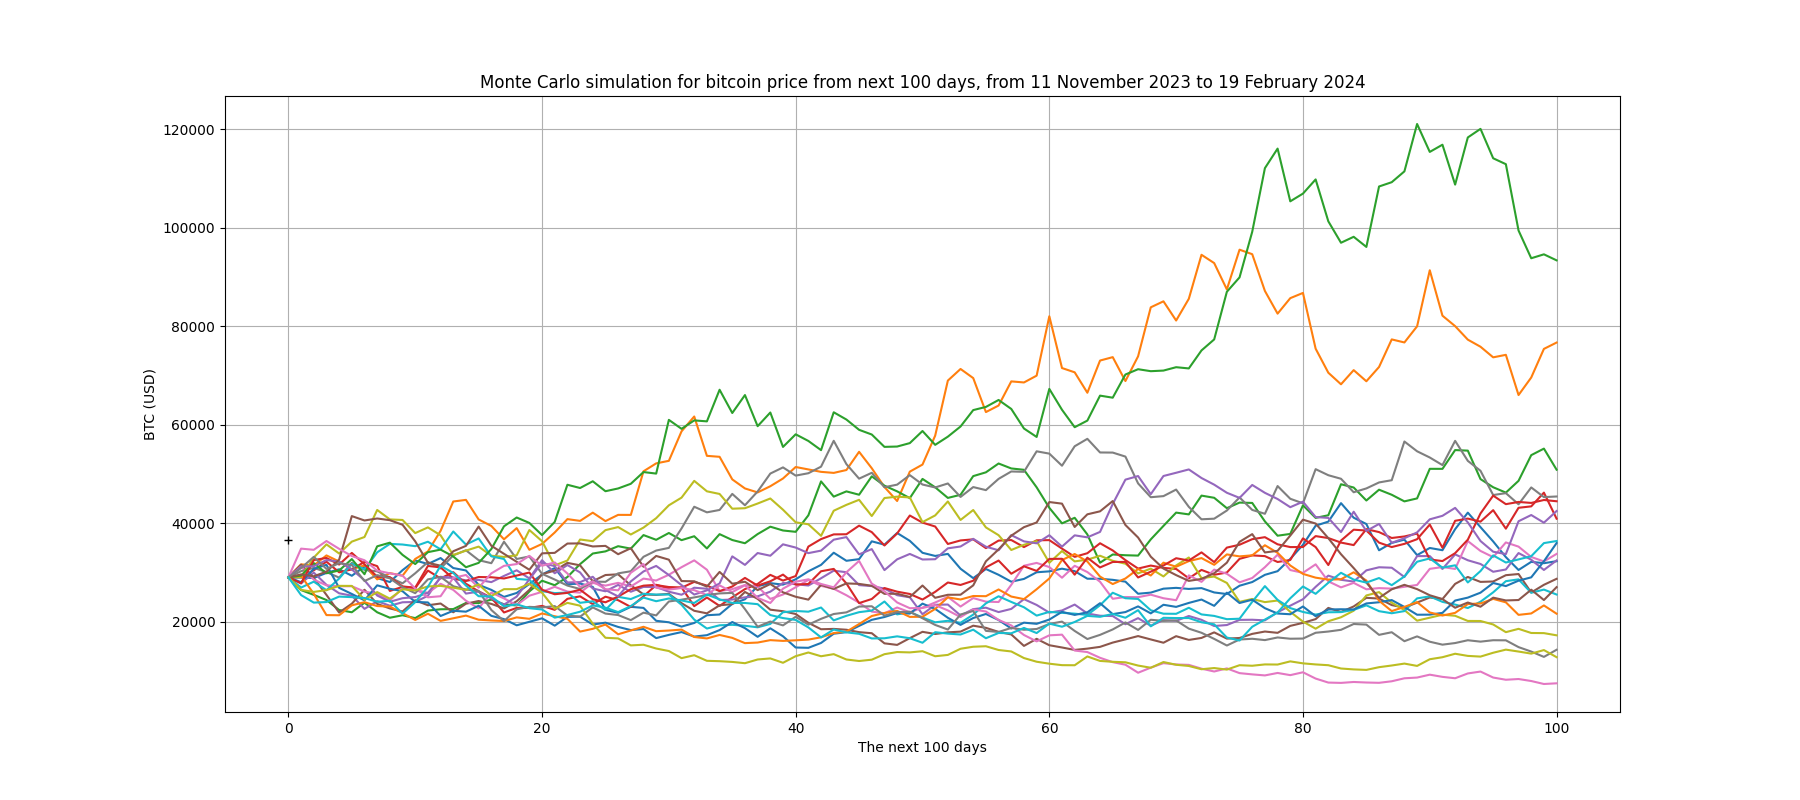 Monte Carlo simulation for bitcoin price from next 100 days, from 11 November 2023 to 19 February 2024
120000
100000
80000
60000
40000
20000
BTC (USD)
0 20 40 60 80 100
The next 100 days